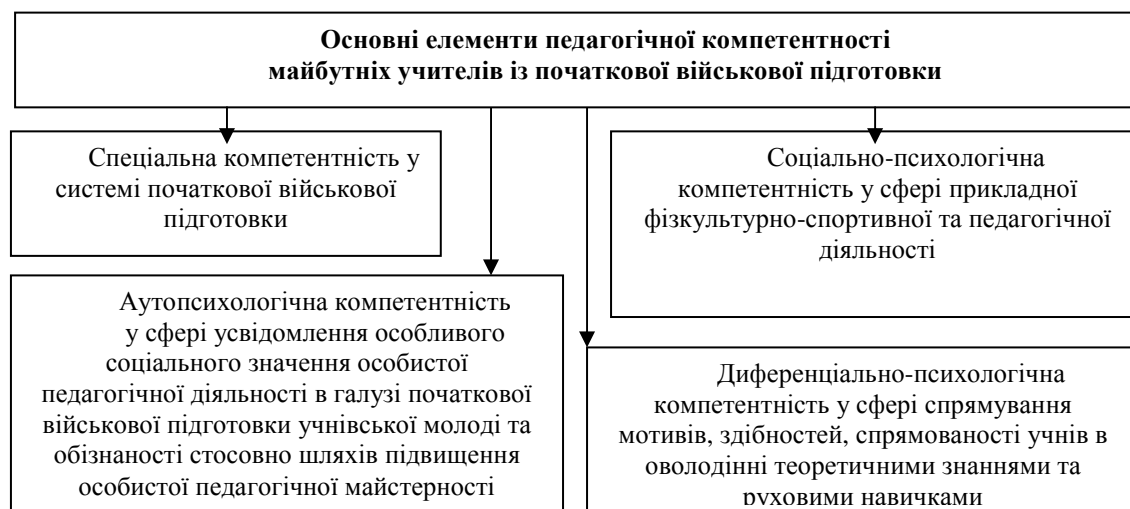 Основні елементи педагогічної компетентності
майбутніх учителів із початкової військової підготовки
Спеціальна компетентність у
системі початкової військової
підготовки
Соціально-психологічна
компетентність у сфері прикладної
фізкультурно-спортивної та педагогічної
діяльності
Аутопсихологічна компетентність
у сфері усвідомлення особливого
соціального значення особистої
педагогічної діяльності в галузі початкової
військової підготовки учнівської молоді та
обізнаності стосовно шляхів підвищення
особистої педагогічної майстерності
Диференціально-психологічна
компетентність у сфері спрямування
мотивів, здібностей, спрямованості учнів в
оволодінні теоретичними знаннями та
руховими навичками